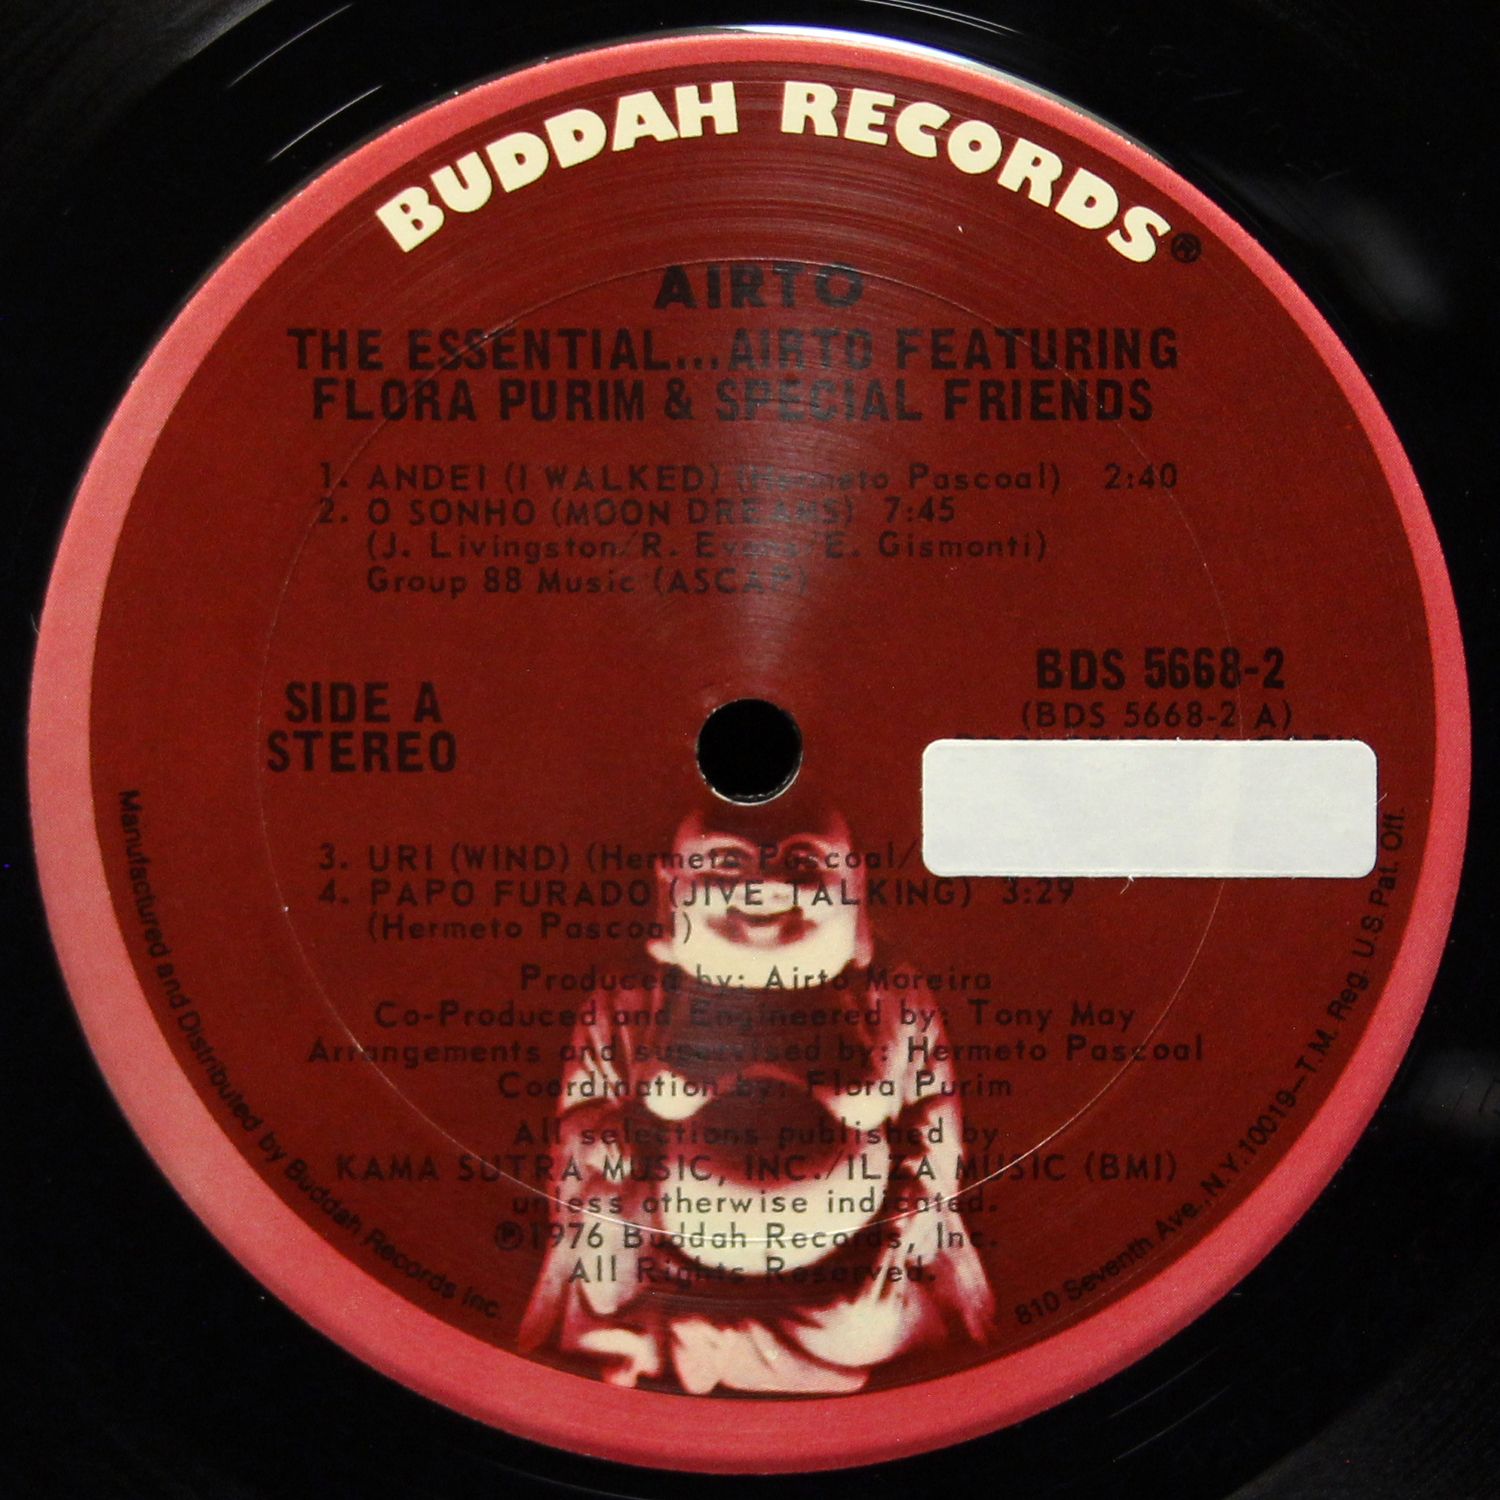 BUDDAH RECORDS®
AIRTO
THE ESSENTIAL...AIRTO FEATURING
FLORA PURIM & SPECIAL FRIENDS
1. ANDEI (I WALKED) (Hermeto Pascoal) 2:40
2. O SONHO (MOON DREAMS) 7:45
(J. Livingston/R. Evans/E. Gismonti)
Group 88 Music (ASCAP)
SIDE A
STEREO
BDS 5668-2
(BDS 5668-2 A)
3. URI (WIND) (Hermeto Pascoal/
4. PAPO FURADO (JIVE TALKING) 3:29
(Hermeto Pascoal)
Produced by: Airto Moreira
Co-Produced and Engineered by: Tony May
Arrangements and supervised by: Hermeto Pascoal
Coordination by: Flora Purim
All selections published by
KAMA SUTRA MUSIC, INC./ILZA MUSIC (BMI)
unless otherwise indicated.
℗1976 Buddah Records, Inc.
All Rights Reserved.
Manufactured and Distributed by Buddah Records Inc.
810 Seventh Ave., N.Y. 10019—T.M. Reg. U.S. Pat. Off.